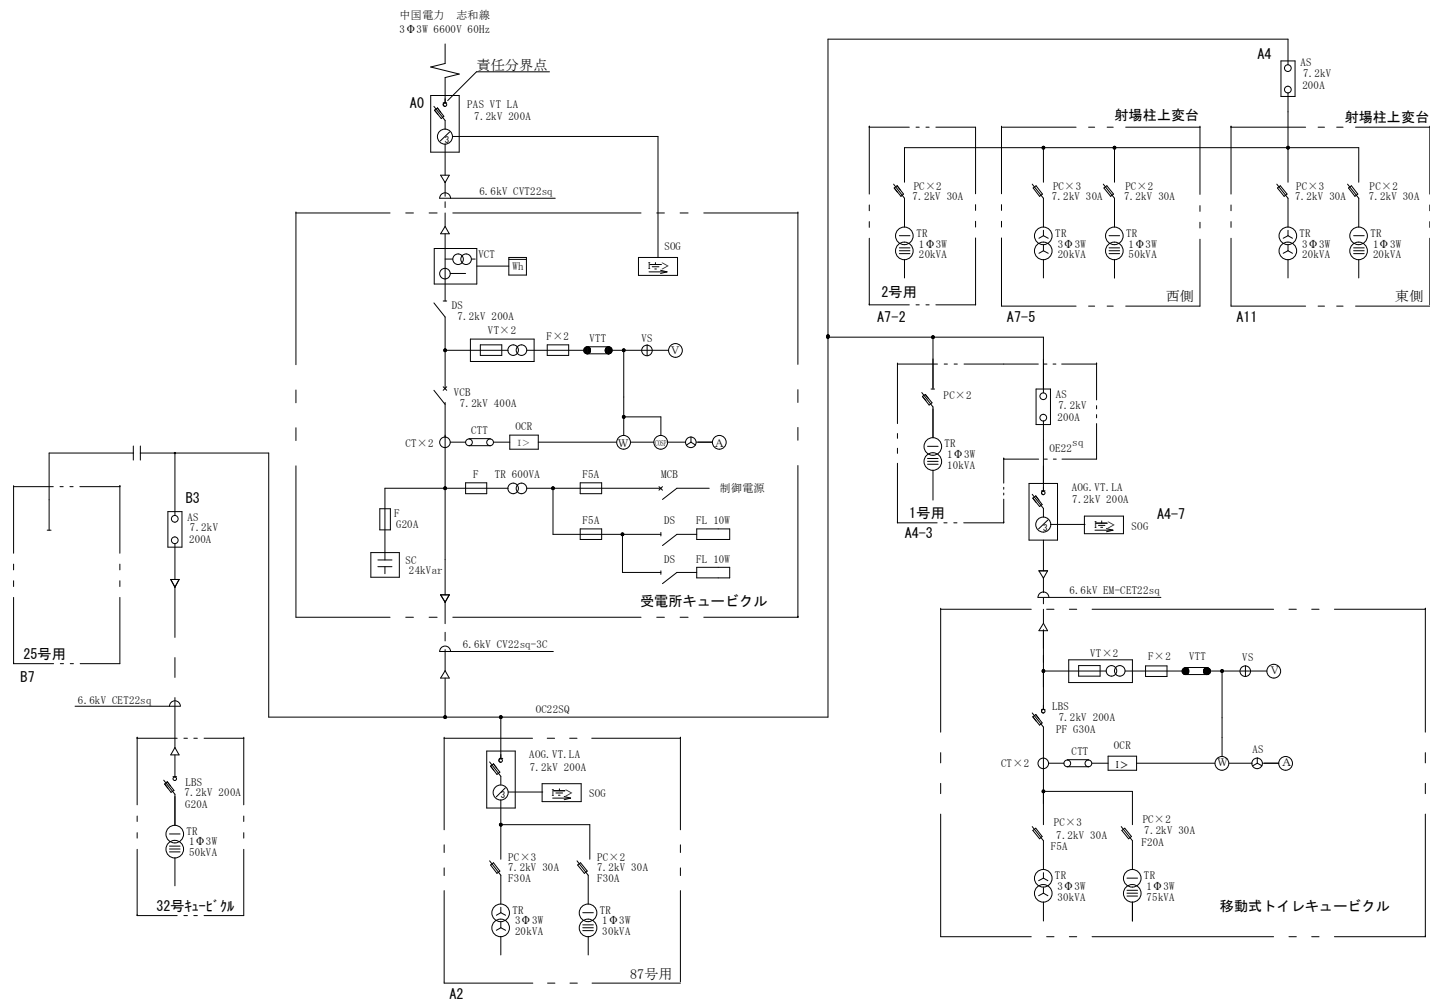 中国電力 志和線
3Φ3W 6600V 60Hz
責任分界点
A0
PAS VT LA
7.2kV 200A
6.6kV CVT22sq
VCT
Wh
SOG
I≑>
DS
7.2kV 200A
VT×2
F×2
VTT
VS
V
VCB
7.2kV 400A
CT×2
CTT
OCR
I>
W
A
F
TR 600VA
F5A
MCB
制御電源
F
G20A
F5A
DS
FL 10W
DS
FL 10W
SC
24kVar
受電所キュービクル
6.6kV CV22sq-3C
OC22SQ
B3
AS
7.2kV
200A
25号用
B7
6.6kV CET22sq
LBS
7.2kV 200A
G20A
TR
1Φ3W
50kVA
32号キュービクル
AOG.VT.LA
7.2kV 200A
SOG
PC×3
7.2kV 30A
F30A
PC×2
7.2kV 30A
F30A
TR
3Φ3W
20kVA
TR
1Φ3W
30kVA
87号用
A2
A4
AS
7.2kV
200A
射場柱上変台
射場柱上変台
PC×2
7.2kV 30A
PC×3
7.2kV 30A
PC×2
7.2kV 30A
PC×3
7.2kV 30A
PC×2
7.2kV 30A
TR
1Φ3W
20kVA
TR
3Φ3W
20kVA
TR
1Φ3W
50kVA
TR
3Φ3W
20kVA
TR
1Φ3W
20kVA
2号用
西側
東側
A7-2
A7-5
A11
PC×2
AS
7.2kV
200A
TR
1Φ3W
10kVA
OE22sq
1号用
A4-3
AOG.VT.LA
7.2kV 200A
A4-7
SOG
6.6kV EM-CET22sq
VT×2
F×2
VTT
VS
V
LBS
7.2kV 200A
PF G30A
CT×2
CTT
OCR
I>
W
AS
A
PC×3
7.2kV 30A
F5A
PC×2
7.2kV 30A
F20A
TR
3Φ3W
30kVA
TR
1Φ3W
75kVA
移動式トイレキュービクル